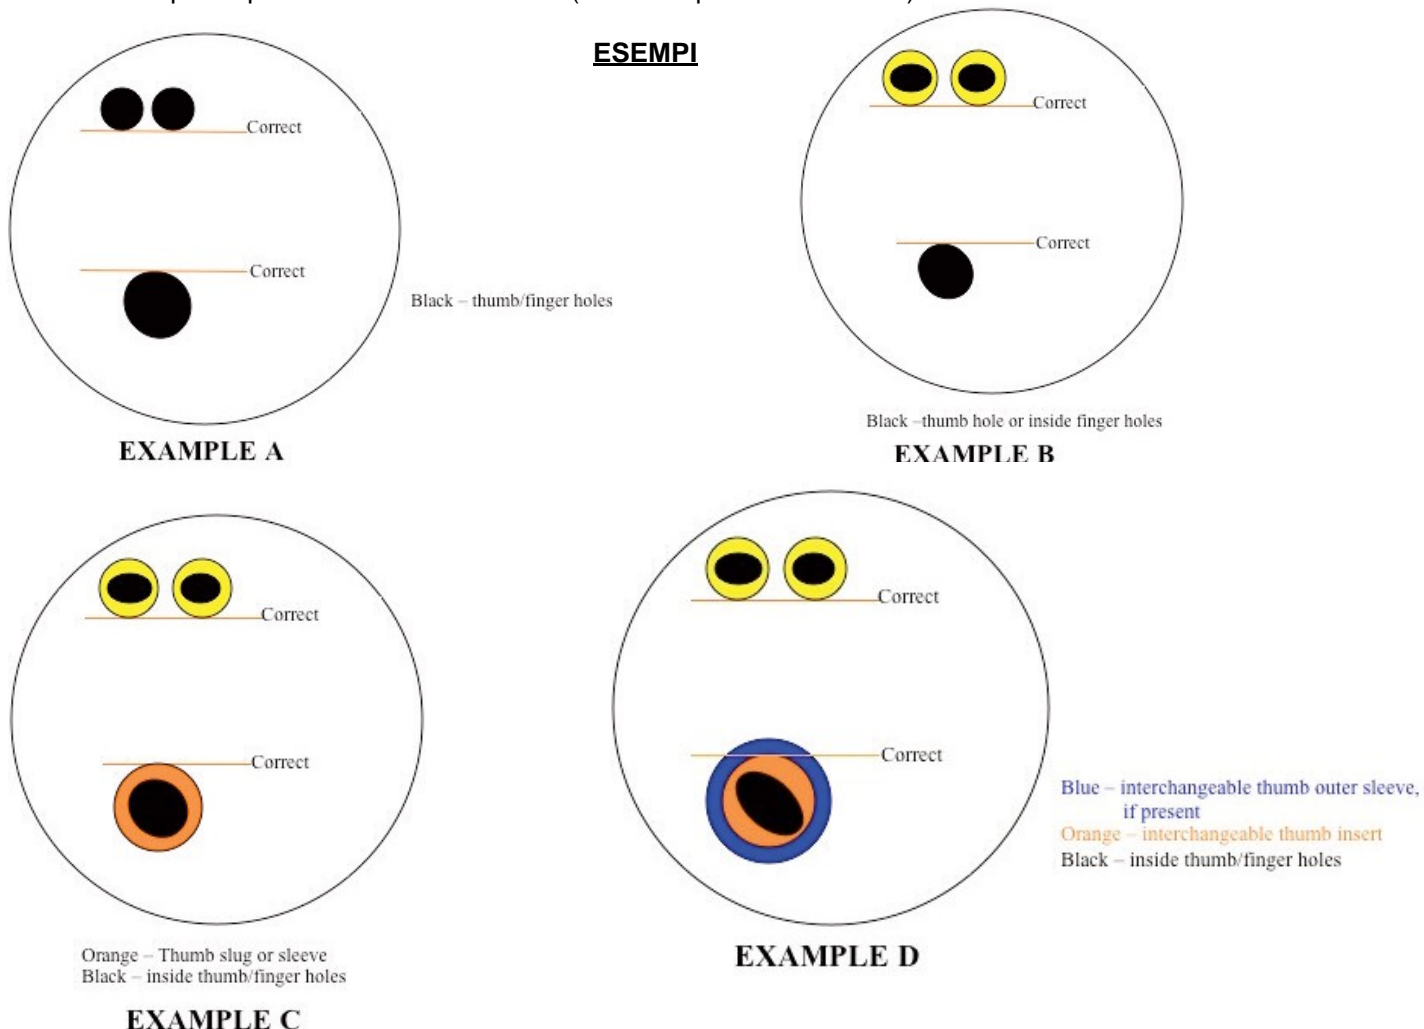 ESEMPI
Correct
Correct
Black – thumb/finger holes
EXAMPLE A
Correct
Correct
Black –thumb hole or inside finger holes
EXAMPLE B
Correct
Correct
Orange – Thumb slug or sleeve
Black – inside thumb/finger holes
EXAMPLE C
Correct
Correct
Blue – interchangeable thumb outer sleeve,
if present
Orange – interchangeable thumb insert
Black – inside thumb/finger holes
EXAMPLE D